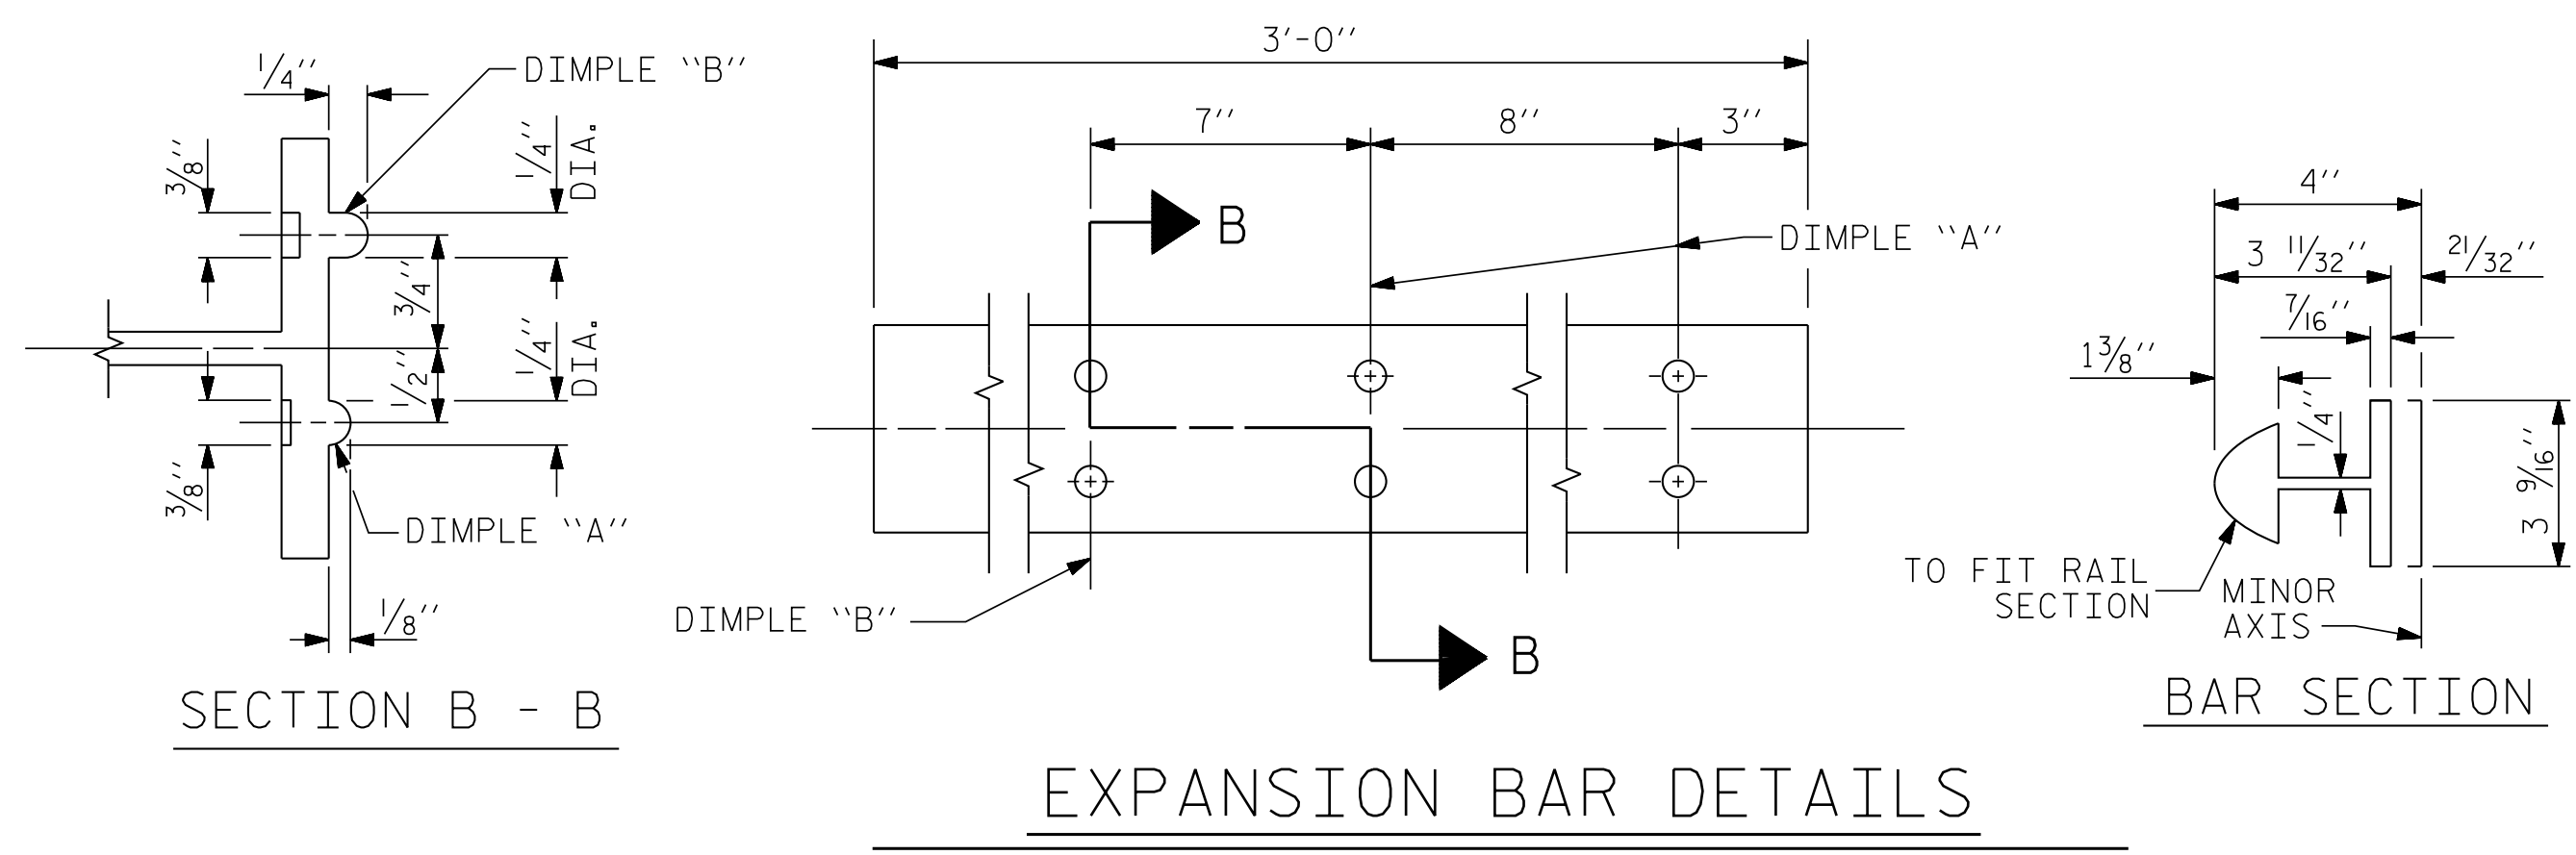 1/4"
DIMPLE "B"
3/8"
1/4" DIA.
3/4"
1/2"
1/4" DIA.
3/8"
DIMPLE "A"
1/8"
SECTION B - B
3'-0"
7"
8"
3"
B
DIMPLE "A"
DIMPLE "B"
B
EXPANSION BAR DETAILS
4"
3 11/32"
21/32"
7/16"
1 3/8"
1/4"
3 9/16"
TO FIT RAIL
SECTION
MINOR
AXIS
BAR SECTION